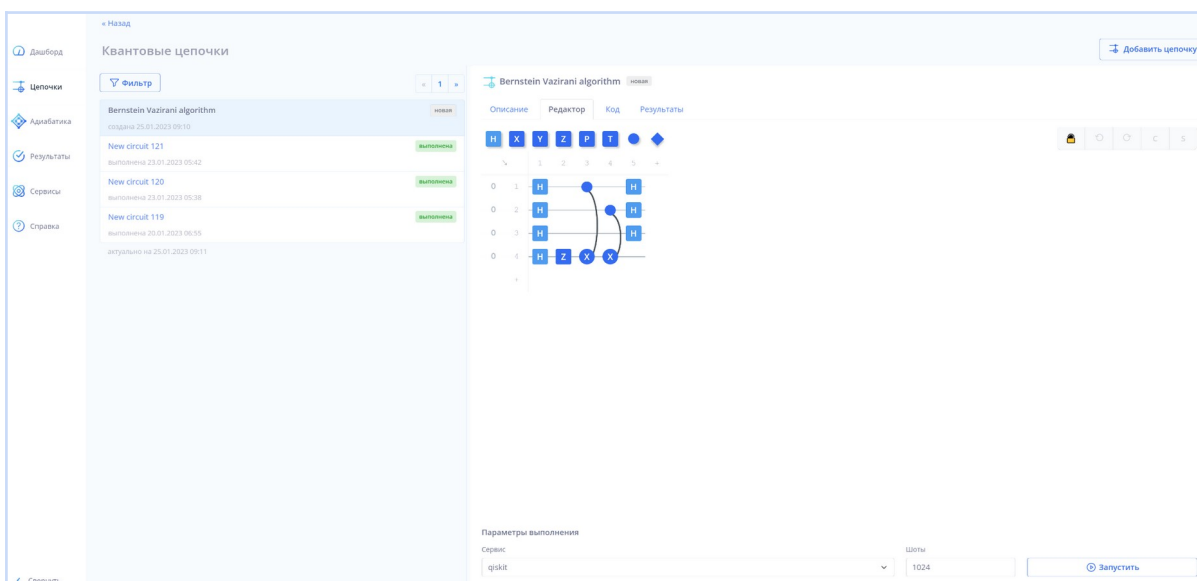 « Назад
Дашборд
Цепочки
Адиабатика
Результаты
Сервисы
Справка
Свернуть
Квантовые цепочки
Добавить цепочку
Фильтр
« 1 »
Bernstein Vazirani algorithm новая
создана 25.01.2023 09:10
New circuit 121 выполнена
выполнена 23.01.2023 05:42
New circuit 120 выполнена
выполнена 23.01.2023 05:38
New circuit 119 выполнена
выполнена 20.01.2023 06:55
актуально на 25.01.2023 09:11
Bernstein Vazirani algorithm новая
Описание Редактор Код Результаты
H X Y Z P T
C S
1 2 3 4 5 +
0 1 H H
0 2 H H
0 3 H H
0 4 H Z X X
+
Параметры выполнения
Сервис Шоты
qiskit 1024 Запустить